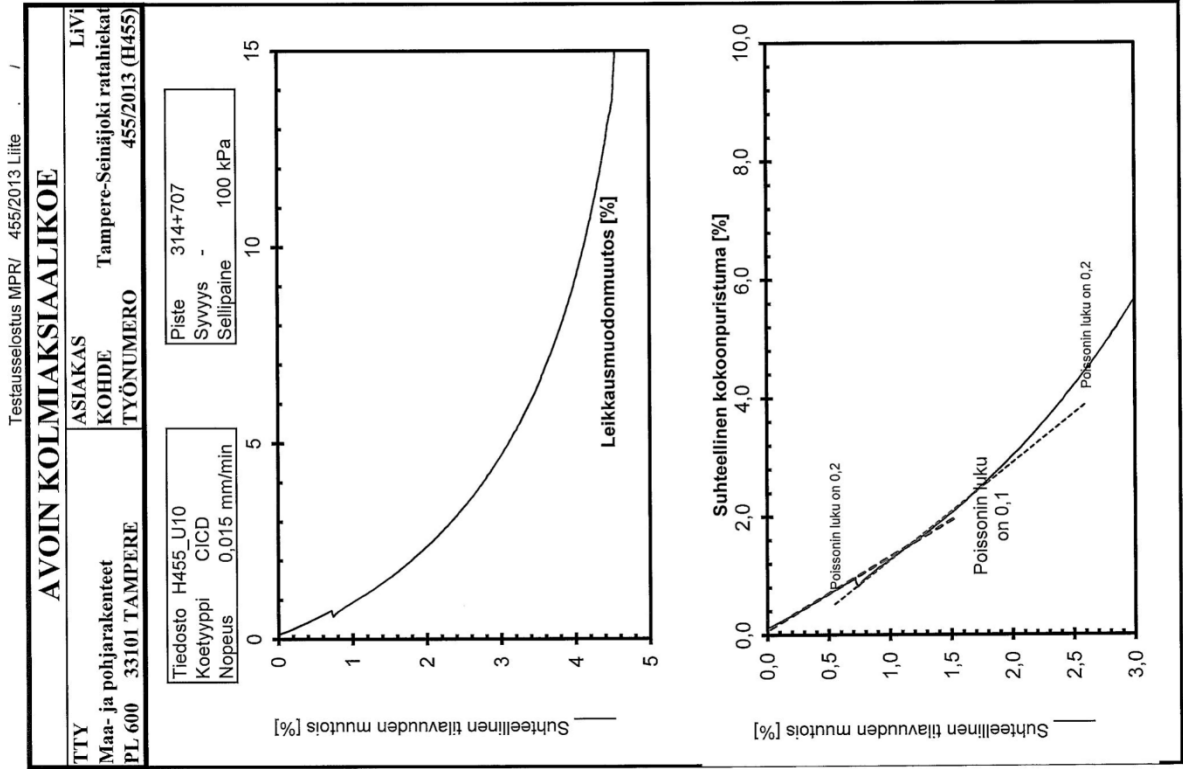 Testausselostus MPR/ 455/2013 Liite . /
AVOIN KOLMIAKSIAALIKOE
TTY
Maa- ja pohjarakenteet
PL 600 33101 TAMPERE
ASIAKAS LiVi
KOHDE Tampere-Seinäjoki ratahiekat
TYÖNUMERO 455/2013 (H455)
Tiedosto H455_U10
Koetyyppi CICD
Nopeus 0,015 mm/min
Piste 314+707
Syvyys -
Sellipaine 100 kPa
0 5 10 15
0
1
2
3
4
5
Suhteellinen tilavuuden muutois [%]
Leikkausmuodonmuutos [%]
Suhteellinen kokoonpuristuma [%]
0,0 2,0 4,0 6,0 8,0 10,0
0,0
0,5
1,0
1,5
2,0
2,5
3,0
Suhteellinen tilavuuden muutois [%]
Poissonin luku on 0,2
Poissonin luku
on 0,1
Poissonin luku on 0,2